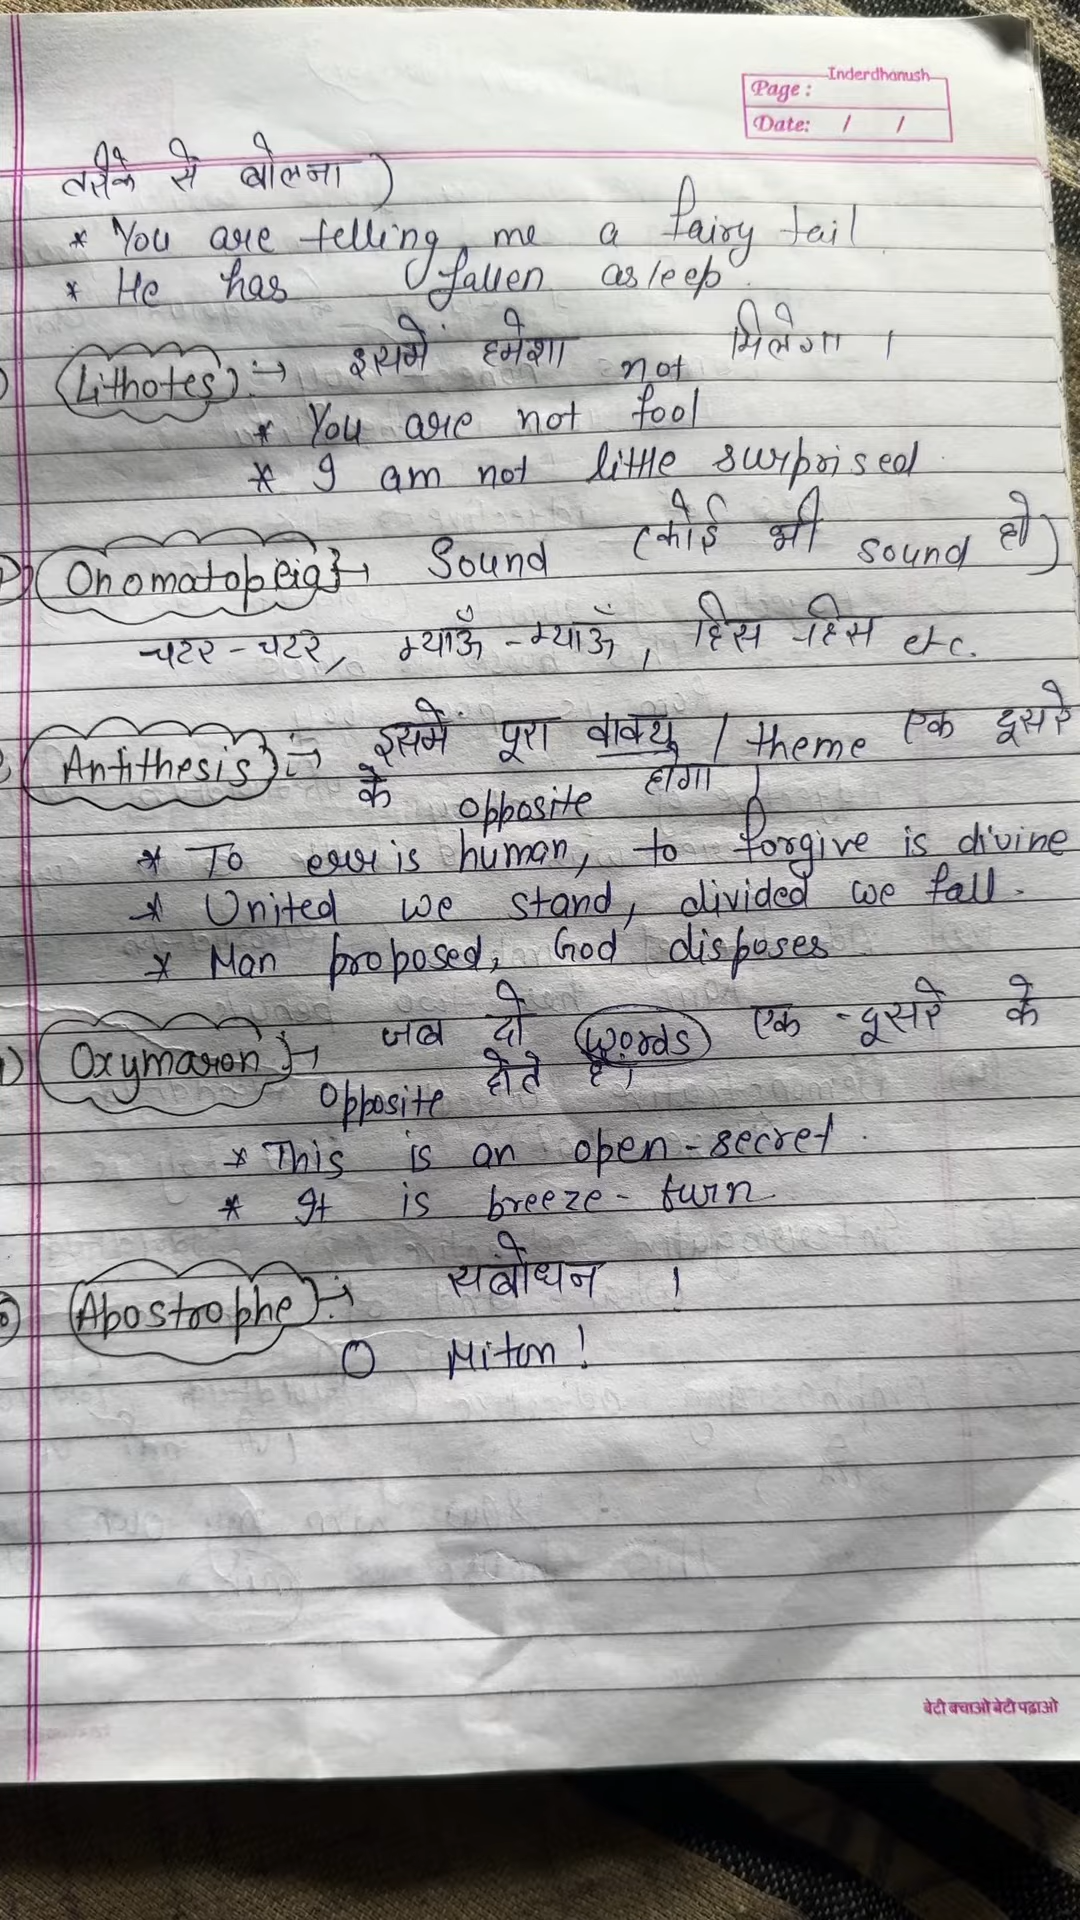 Inderdhanush
Page :
Date: / /
तरीके से बोलना )
* You are telling me a fairy tail
* He has fallen asleep.
Lithotes :→ इसमें हमेशा not मिलेगा ।
* You are not fool
* I am not little surprised
Onomatopeia → Sound (कोई भी sound हो)
चटर-चटर, म्याऊँ-म्याऊँ, हिस हिस etc.
Antithesis :→ इसमें पूरा वाक्य / theme एक दूसरे
के opposite होगा ।
* To err is human, to forgive is divine
* United we stand, divided we fall.
* Man proposed, God disposes
Oxymaron → जब दो words एक-दूसरे के
opposite होते है।
* This is an open-secret.
* It is breeze-turn
Abostrophe :→ संबोधन ।
O Miton!
बेटी बचाओ बेटी पढ़ाओ